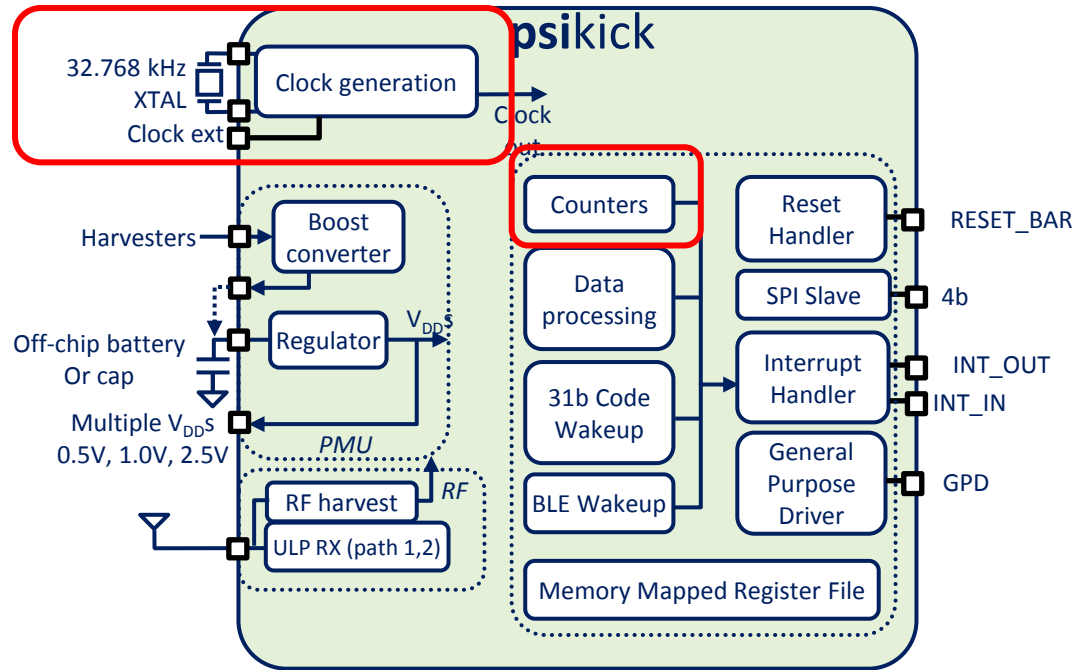 psikick
32.768 kHz
XTAL
Clock ext
Clock generation
Clock
out
Harvesters
Boost
converter
Off-chip battery
Or cap
Regulator
VDDs
Multiple VDDs
0.5V, 1.0V, 2.5V
PMU
RF
RF harvest
ULP RX (path 1,2)
Counters
Data
processing
31b Code
Wakeup
BLE Wakeup
Reset
Handler
SPI Slave
Interrupt
Handler
General
Purpose
Driver
Memory Mapped Register File
RESET_BAR
4b
INT_OUT
INT_IN
GPD